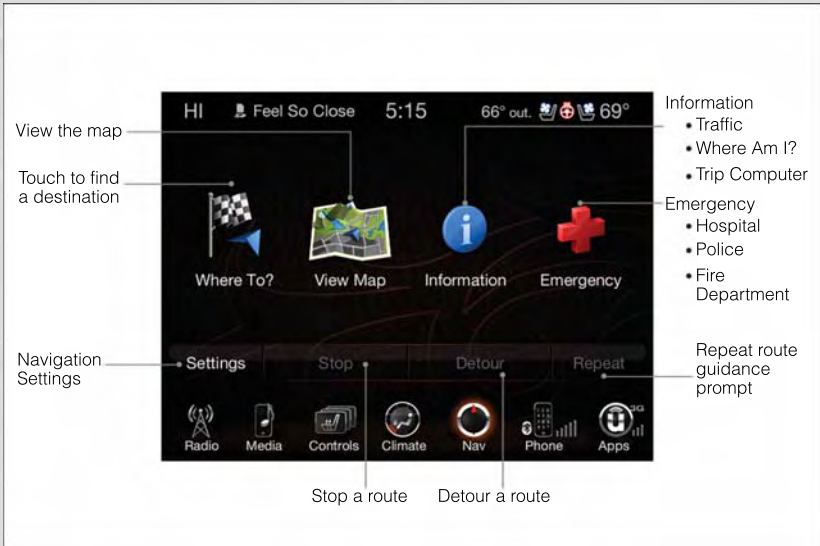 HI Feel So Close 5:15 66° out. 69°
View the map
Touch to find
a destination
Information
• Traffic
• Where Am I?
• Trip Computer
Emergency
• Hospital
• Police
• Fire
Department
Where To? View Map Information Emergency
Navigation
Settings
Settings Stop Detour Repeat
Repeat route
guidance
prompt
3G
Radio Media Controls Climate Nav Phone Apps
Stop a route Detour a route